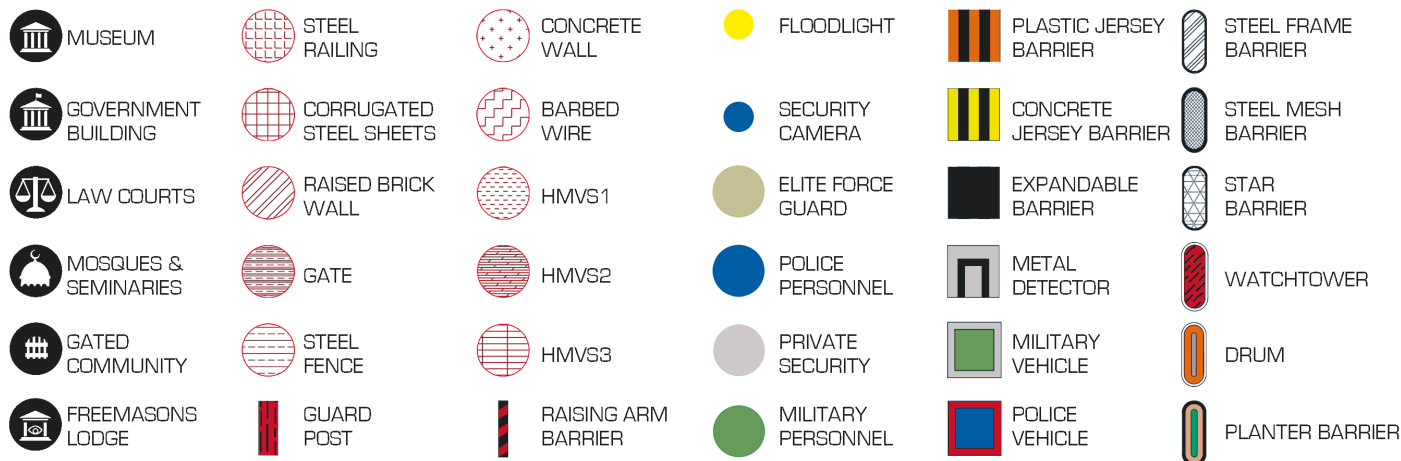 MUSEUM
GOVERNMENT
BUILDING
LAW COURTS
MOSQUES &
SEMINARIES
GATED
COMMUNITY
FREEMASONS
LODGE
STEEL
RAILING
CORRUGATED
STEEL SHEETS
RAISED BRICK
WALL
GATE
STEEL
FENCE
GUARD
POST
CONCRETE
WALL
BARBED
WIRE
HMVS1
HMVS2
HMVS3
RAISING ARM
BARRIER
FLOODLIGHT
SECURITY
CAMERA
ELITE FORCE
GUARD
POLICE
PERSONNEL
PRIVATE
SECURITY
MILITARY
PERSONNEL
PLASTIC JERSEY
BARRIER
CONCRETE
JERSEY BARRIER
EXPANDABLE
BARRIER
METAL
DETECTOR
MILITARY
VEHICLE
POLICE
VEHICLE
STEEL FRAME
BARRIER
STEEL MESH
BARRIER
STAR
BARRIER
WATCHTOWER
DRUM
PLANTER BARRIER